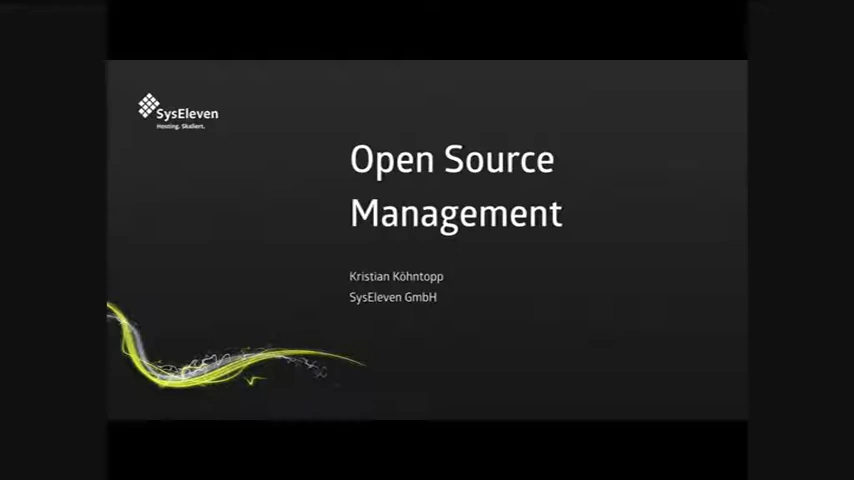 SysEleven
Hosting. Skaliert.
Open Source
Management
Kristian Köhntopp
SysEleven GmbH